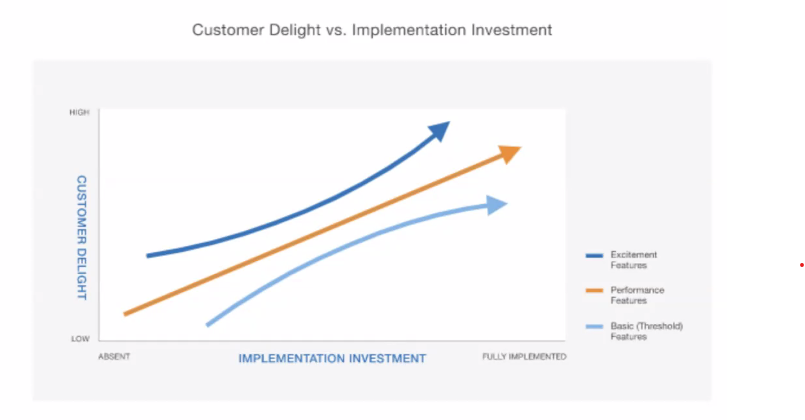 Customer Delight vs. Implementation Investment
HIGH
CUSTOMER DELIGHT
LOW
ABSENT
IMPLEMENTATION INVESTMENT
FULLY IMPLEMENTED
Excitement
Features
Performance
Features
Basic (Threshold)
Features